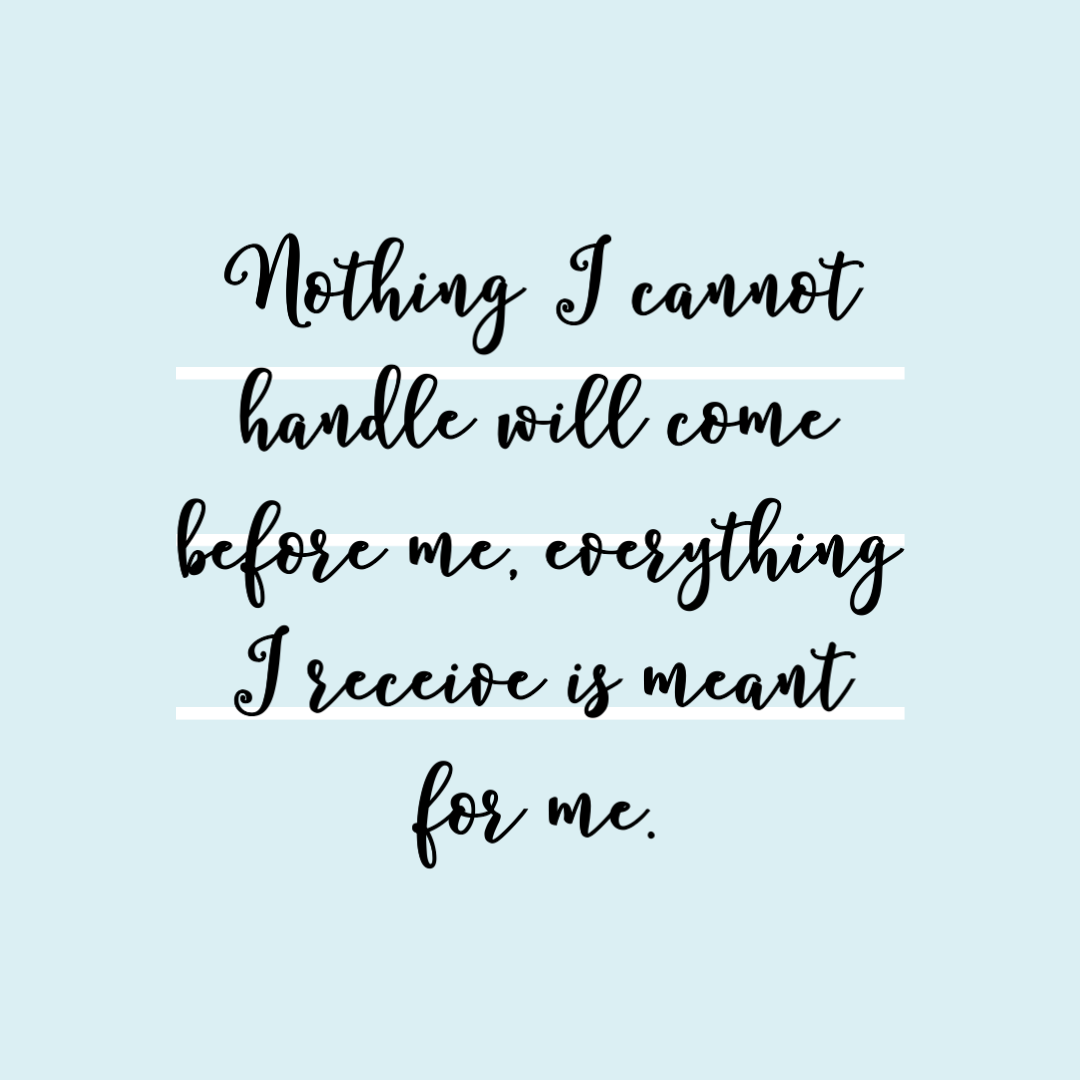 Nothing I cannot
handle will come
before me, everything
I receive is meant
for me.